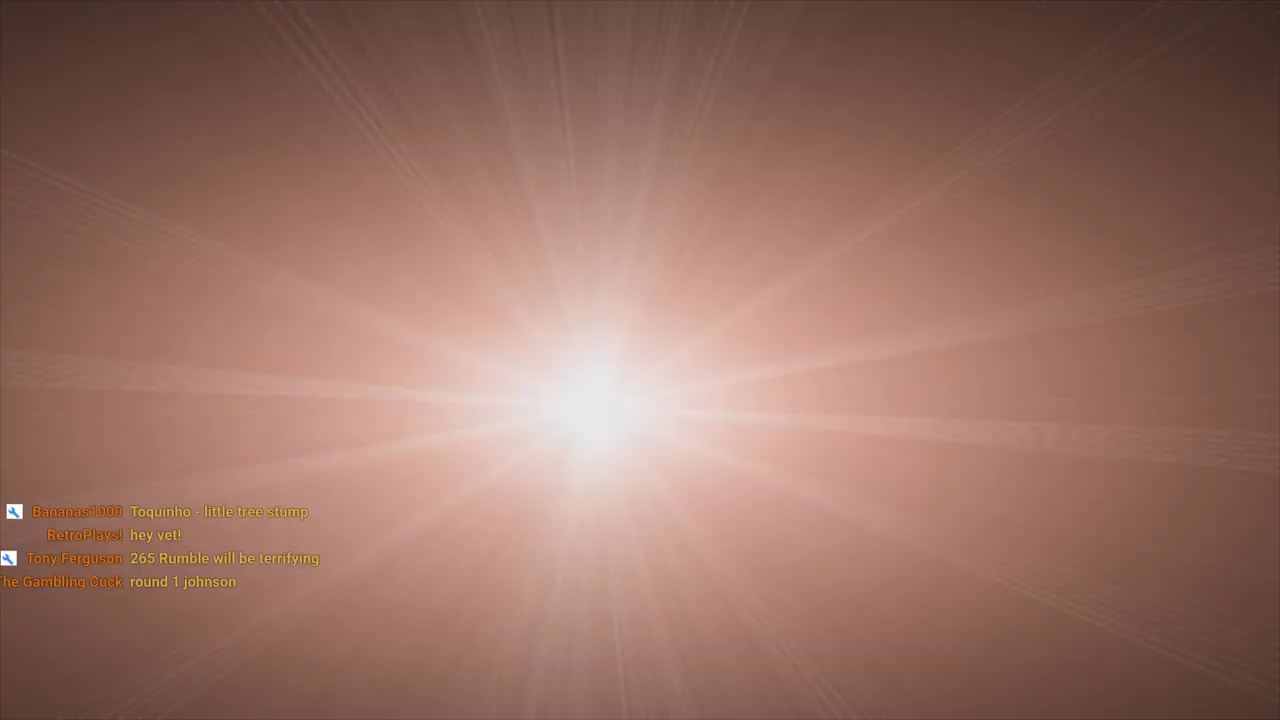 Bananas1000 Toquinho - little tree stump
RetroPlays! hey vet!
Tony Ferguson 265 Rumble will be terrifying
The Gambling Cuck round 1 johnson